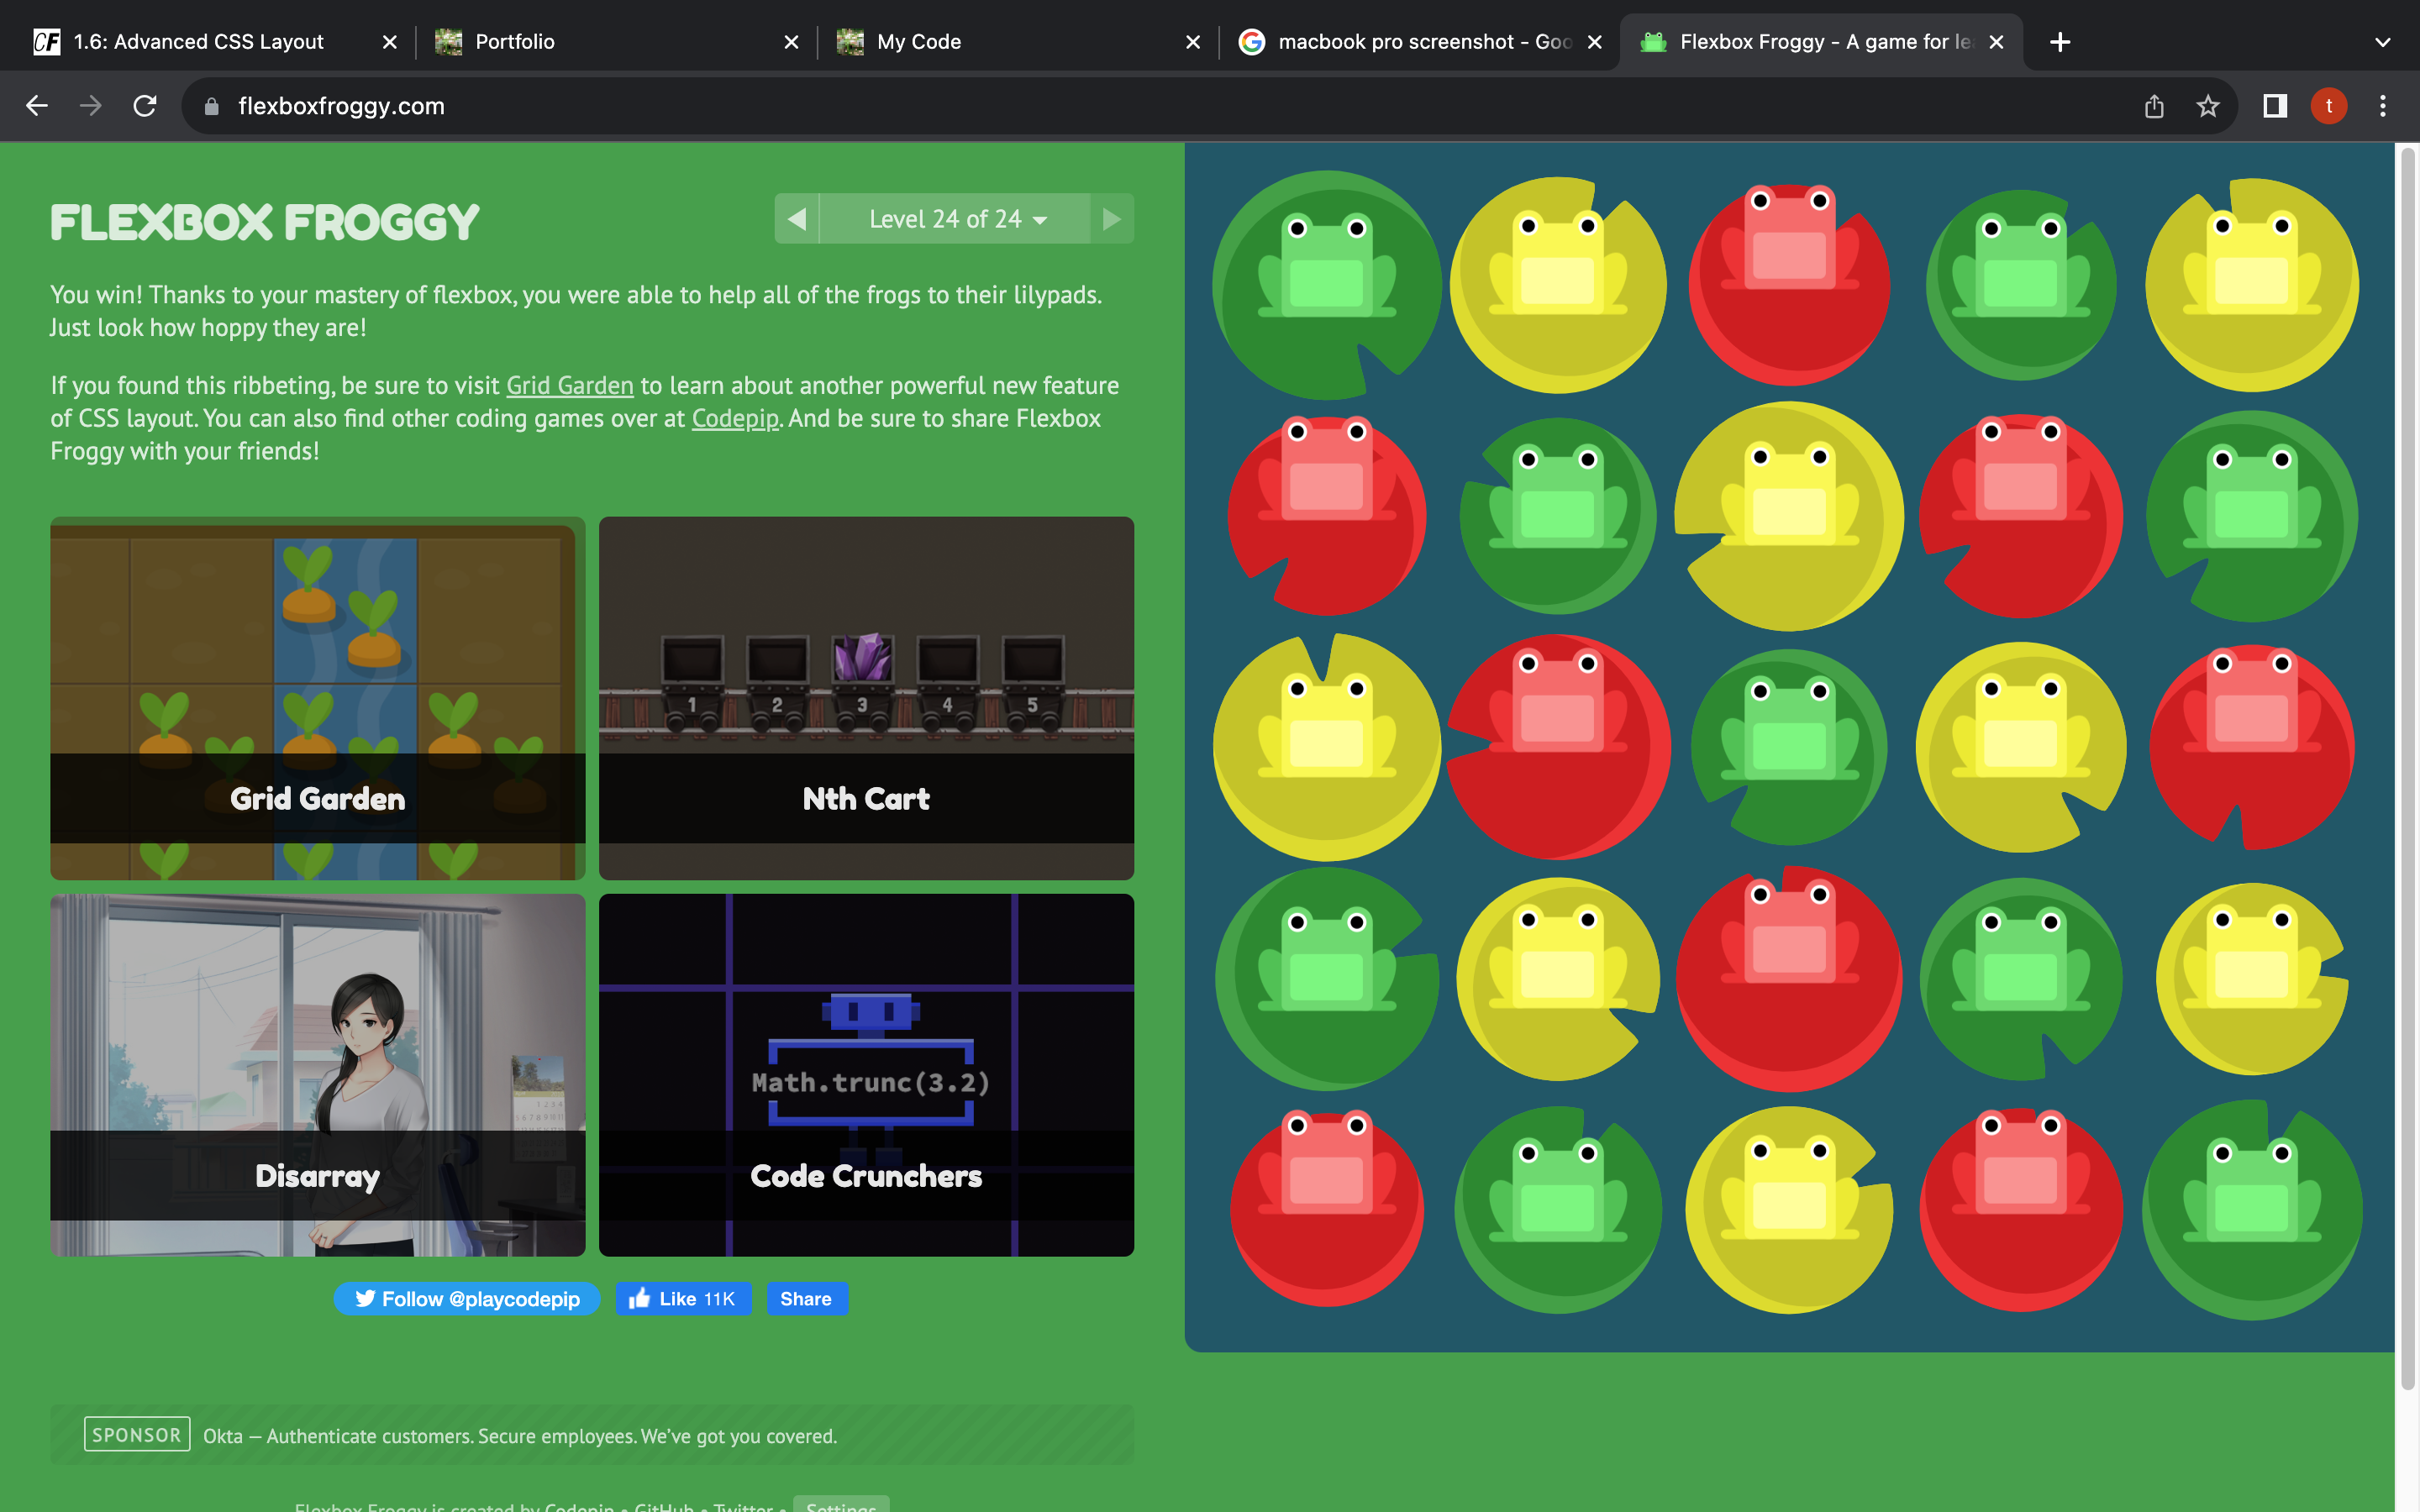 CF 1.6: Advanced CSS Layout
Portfolio
My Code
macbook pro screenshot - Goo
Flexbox Froggy - A game for le
flexboxfroggy.com
t
FLEXBOX FROGGY
Level 24 of 24
You win! Thanks to your mastery of flexbox, you were able to help all of the frogs to their lilypads.
Just look how hoppy they are!
If you found this ribbeting, be sure to visit Grid Garden to learn about another powerful new feature
of CSS layout. You can also find other coding games over at Codepip. And be sure to share Flexbox
Froggy with your friends!
1 2 3 4 5
Grid Garden
Nth Cart
Math.trunc(3.2)
Disarray
Code Crunchers
Follow @playcodepip
Like 11K
Share
SPONSOR Okta — Authenticate customers. Secure employees. We've got you covered.
Flexbox Froggy is created by Codepip • GitHub • Twitter • Settings